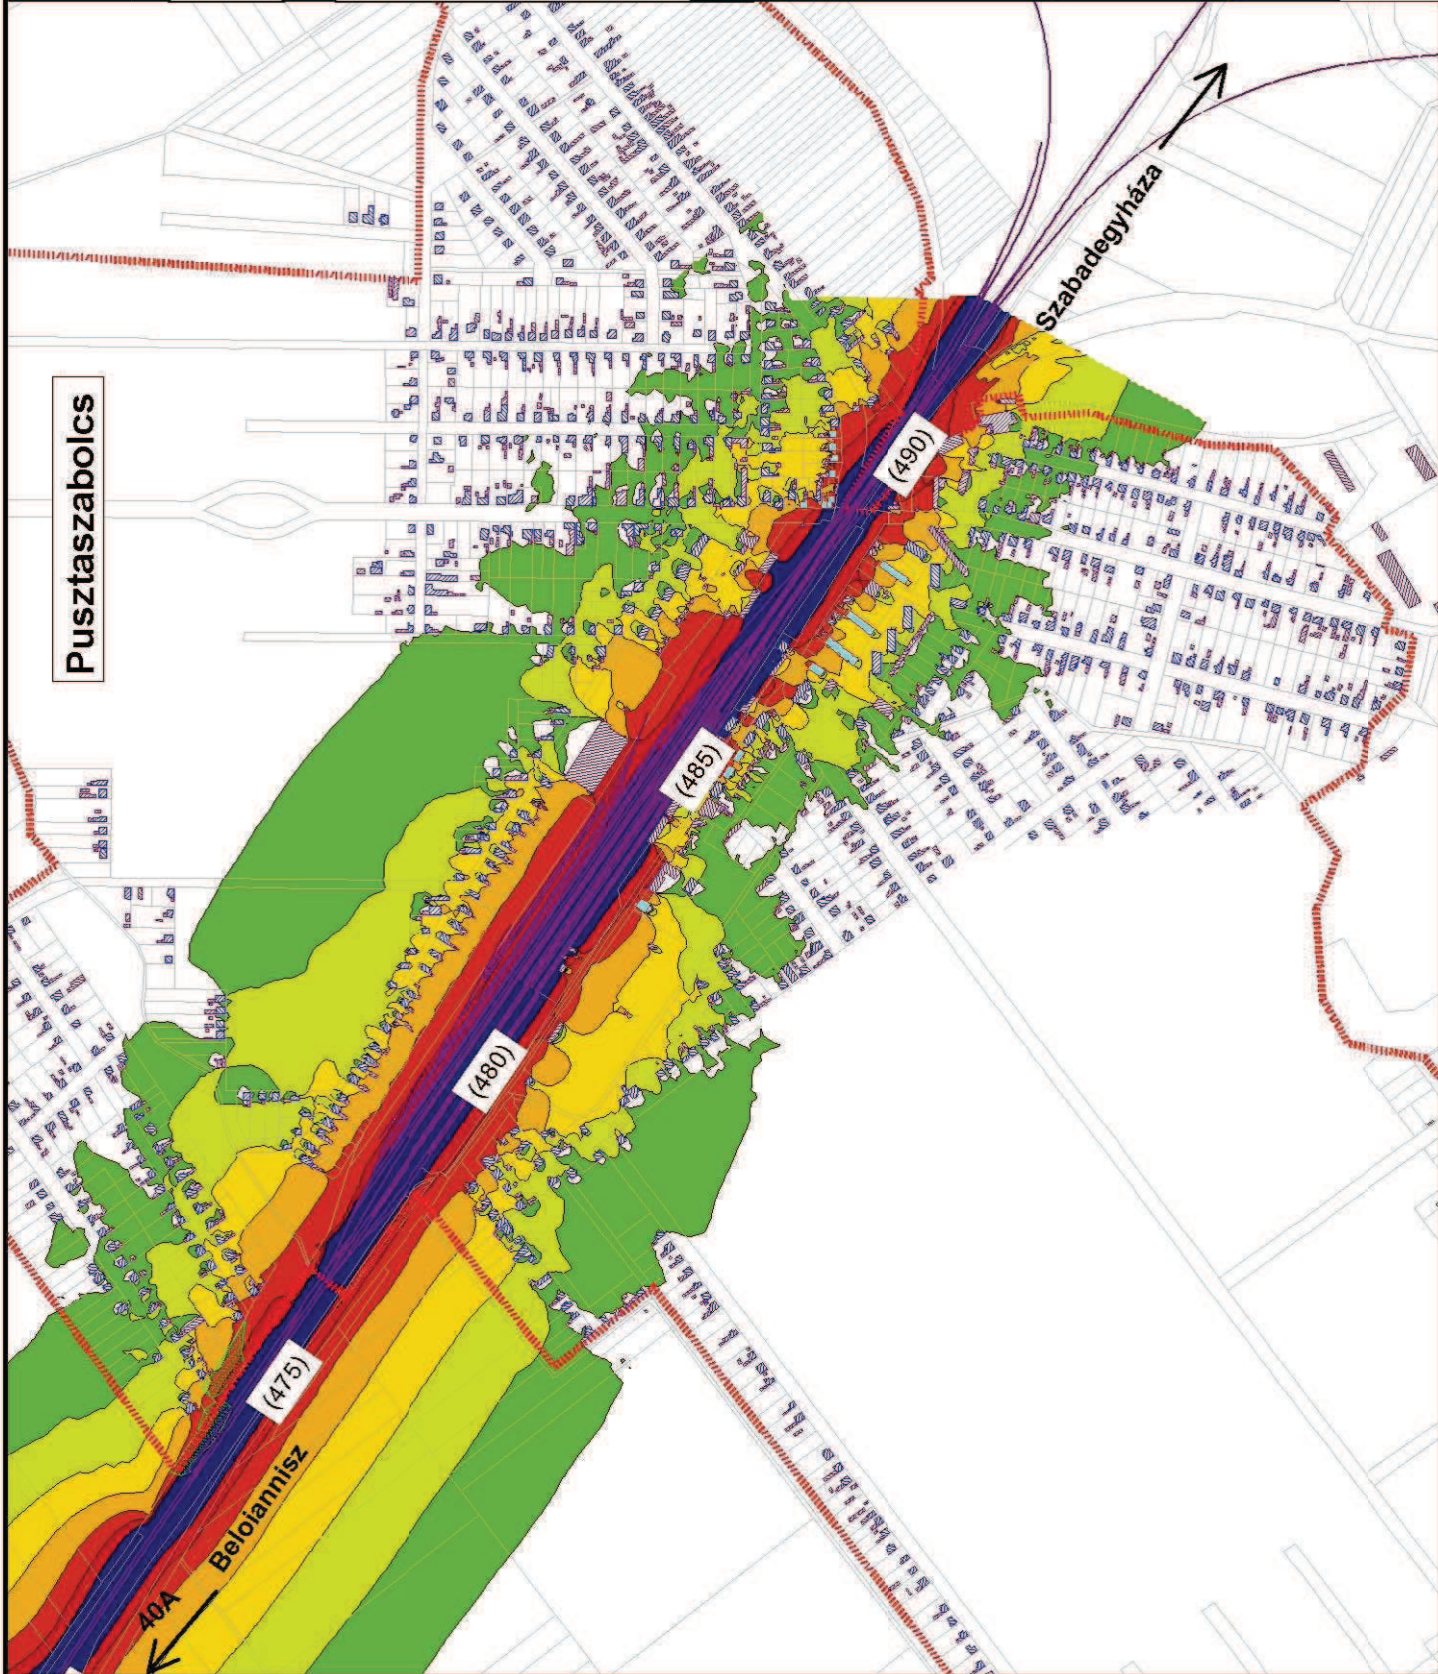 Pusztaszabolcs
Szabadegyháza
(490)
(485)
(480)
(475)
Beloiannisz
40A